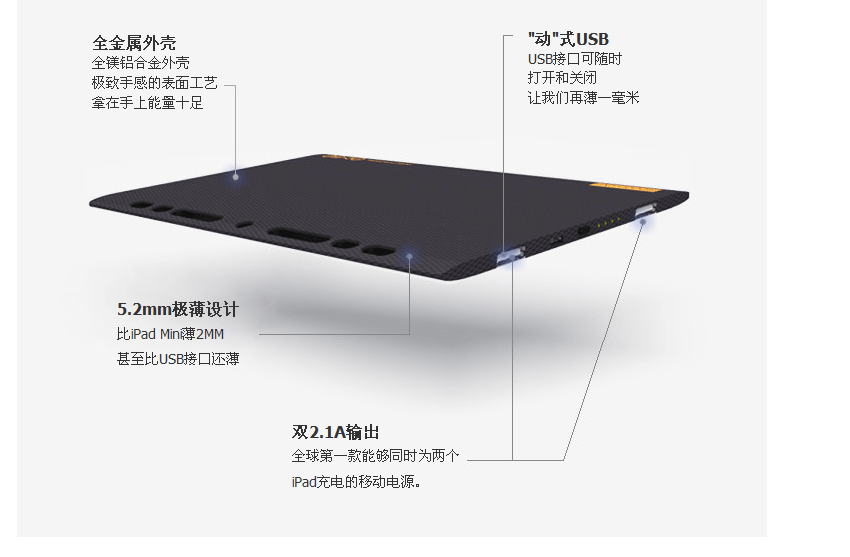 全金属外壳
全镁铝合金外壳
极致手感的表面工艺
拿在手上能量十足
"动"式USB
USB接口可随时
打开和关闭
让我们再薄一毫米
5.2mm极薄设计
比iPad Mini薄2MM
甚至比USB接口还薄
双2.1A输出
全球第一款能够同时为两个
iPad充电的移动电源。